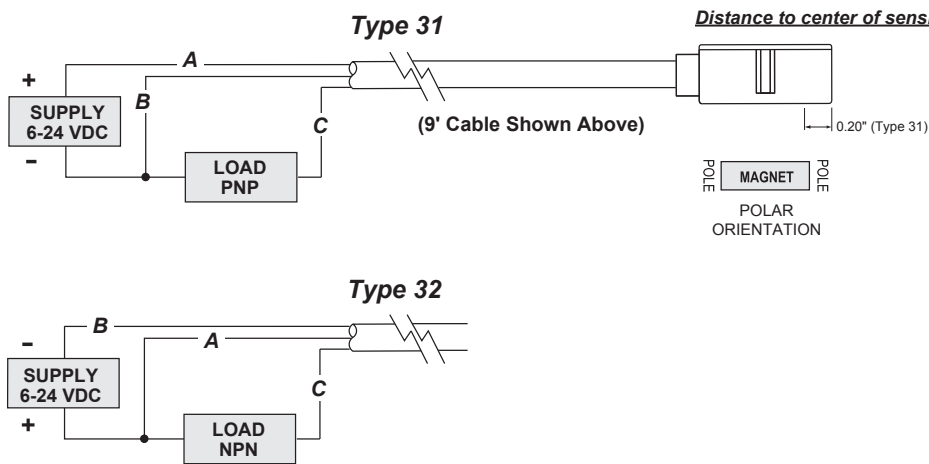 Type 31
Distance to center of sens
A
+
B
SUPPLY
6-24 VDC
C
(9' Cable Shown Above)
0.20" (Type 31)
-
LOAD
PNP
POLE
MAGNET
POLE
POLAR
ORIENTATION
Type 32
B
-
A
SUPPLY
6-24 VDC
C
+
LOAD
NPN